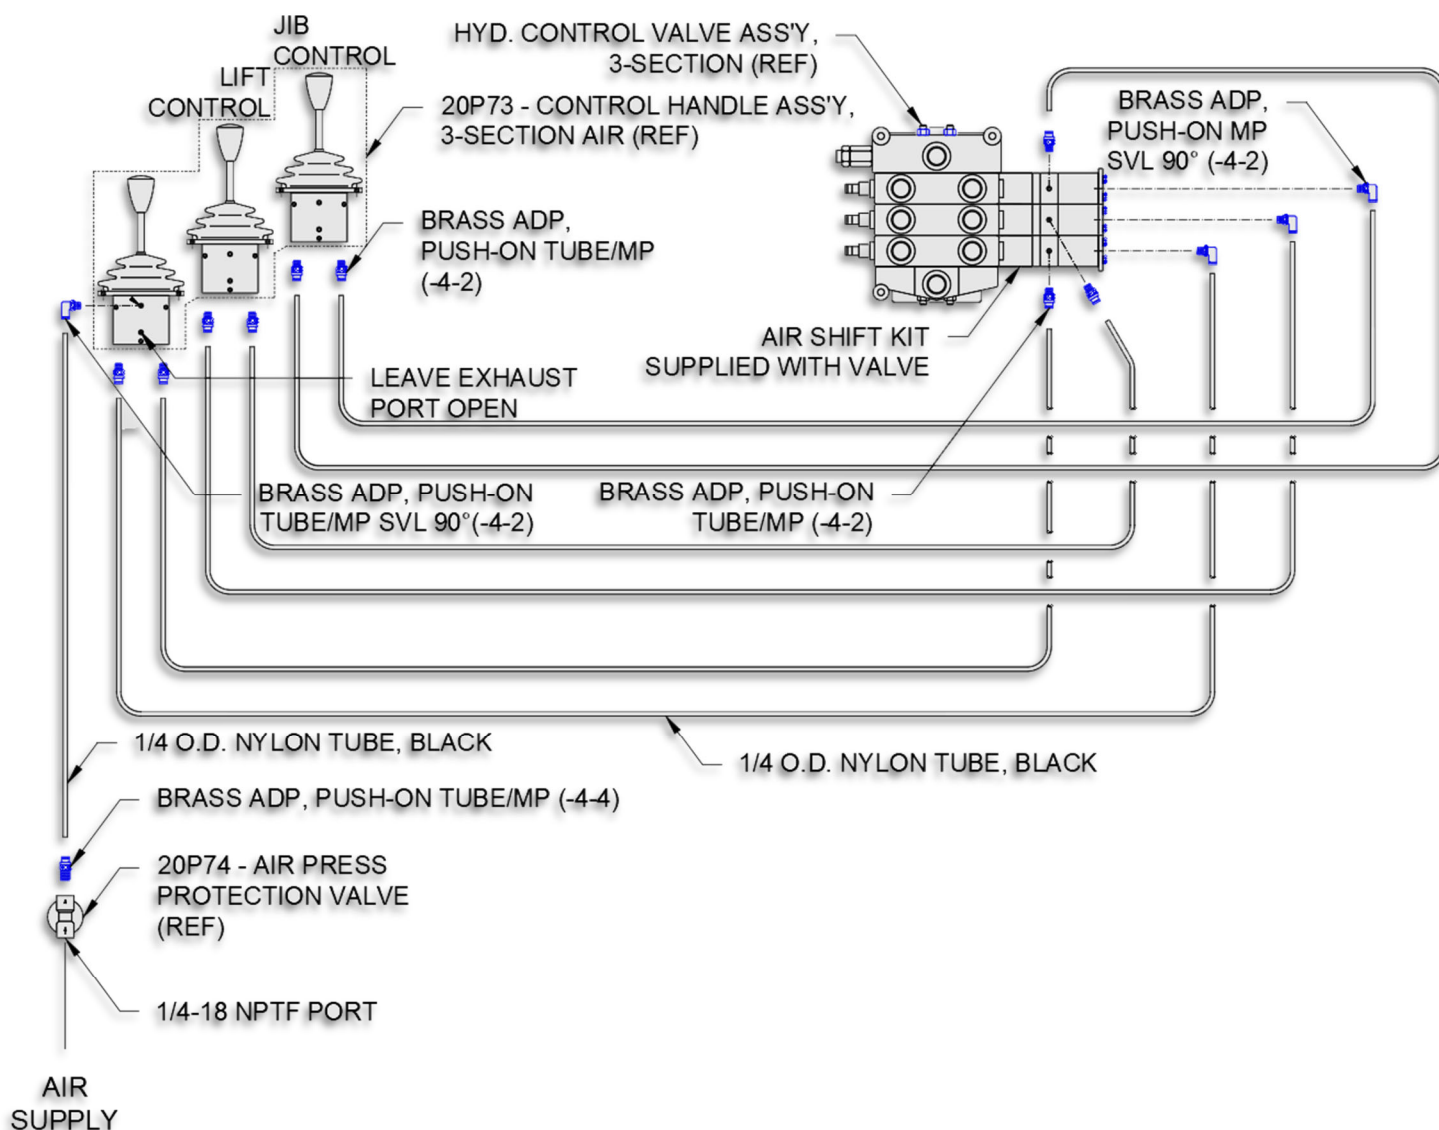 JIB
CONTROL
LIFT
CONTROL
HYD. CONTROL VALVE ASS'Y,
3-SECTION (REF)
20P73 - CONTROL HANDLE ASS'Y,
3-SECTION AIR (REF)
BRASS ADP,
PUSH-ON MP
SVL 90° (-4-2)
BRASS ADP,
PUSH-ON TUBE/MP
(-4-2)
AIR SHIFT KIT
SUPPLIED WITH VALVE
LEAVE EXHAUST
PORT OPEN
BRASS ADP, PUSH-ON
TUBE/MP SVL 90°(-4-2)
BRASS ADP, PUSH-ON
TUBE/MP (-4-2)
1/4 O.D. NYLON TUBE, BLACK
1/4 O.D. NYLON TUBE, BLACK
BRASS ADP, PUSH-ON TUBE/MP (-4-4)
20P74 - AIR PRESS
PROTECTION VALVE
(REF)
1/4-18 NPTF PORT
AIR
SUPPLY